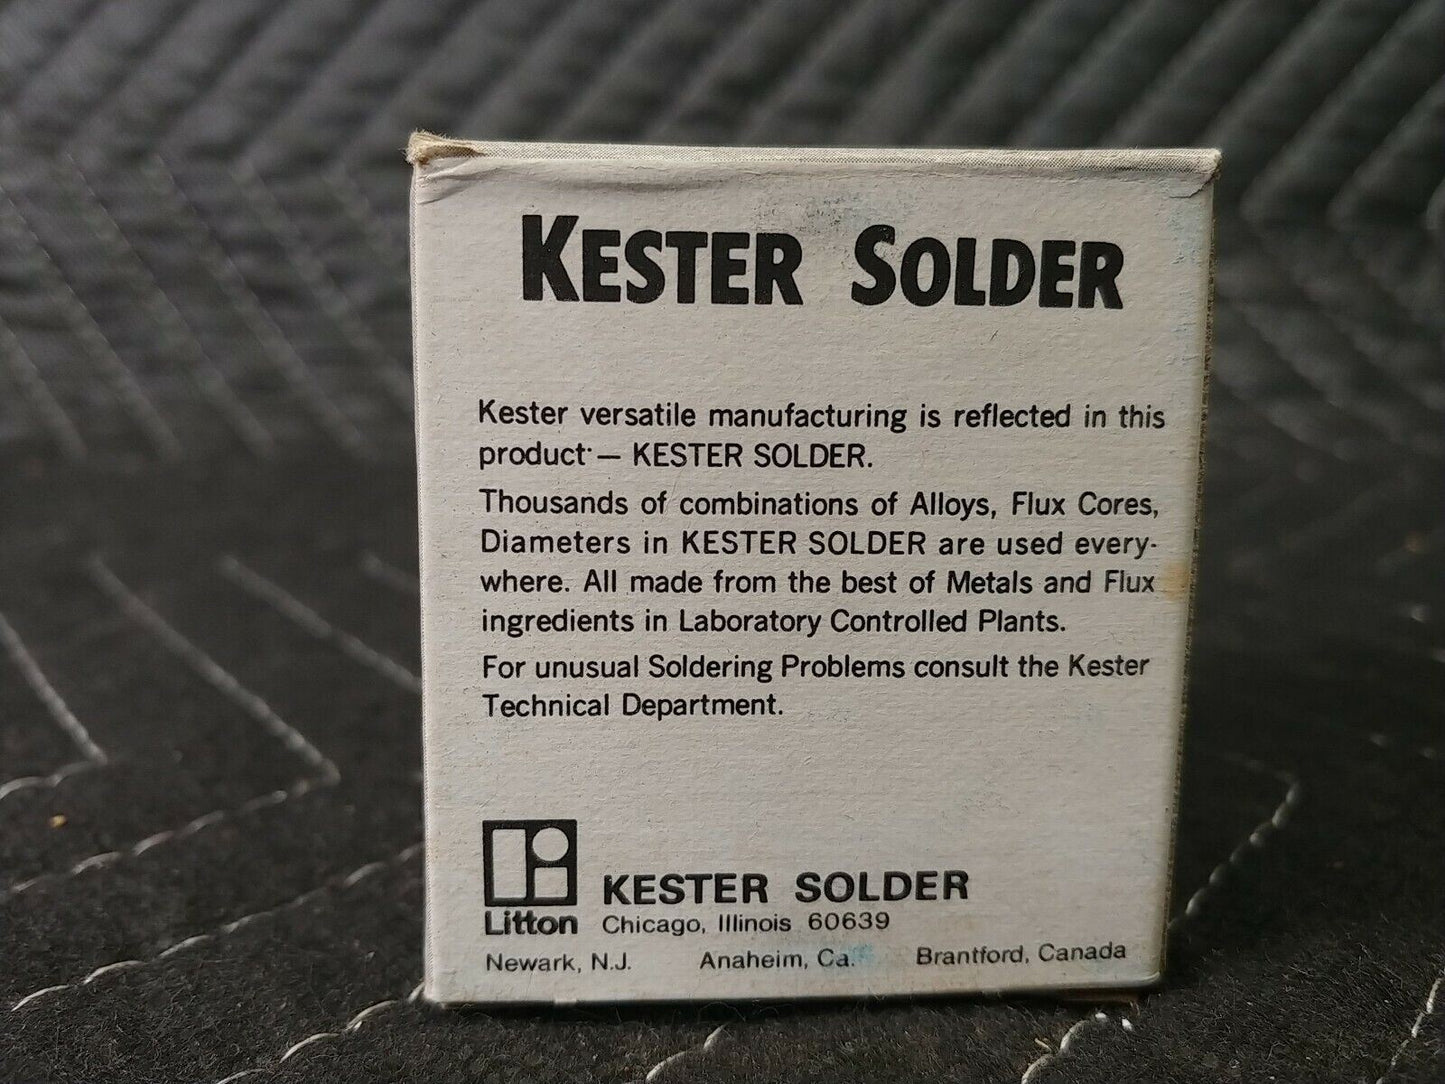 KESTER SOLDER
Kester versatile manufacturing is reflected in this
product — KESTER SOLDER.
Thousands of combinations of Alloys, Flux Cores,
Diameters in KESTER SOLDER are used every-
where. All made from the best of Metals and Flux
ingredients in Laboratory Controlled Plants.
For unusual Soldering Problems consult the Kester
Technical Department.
Litton KESTER SOLDER
Chicago, Illinois 60639
Newark, N.J. Anaheim, Ca. Brantford, Canada